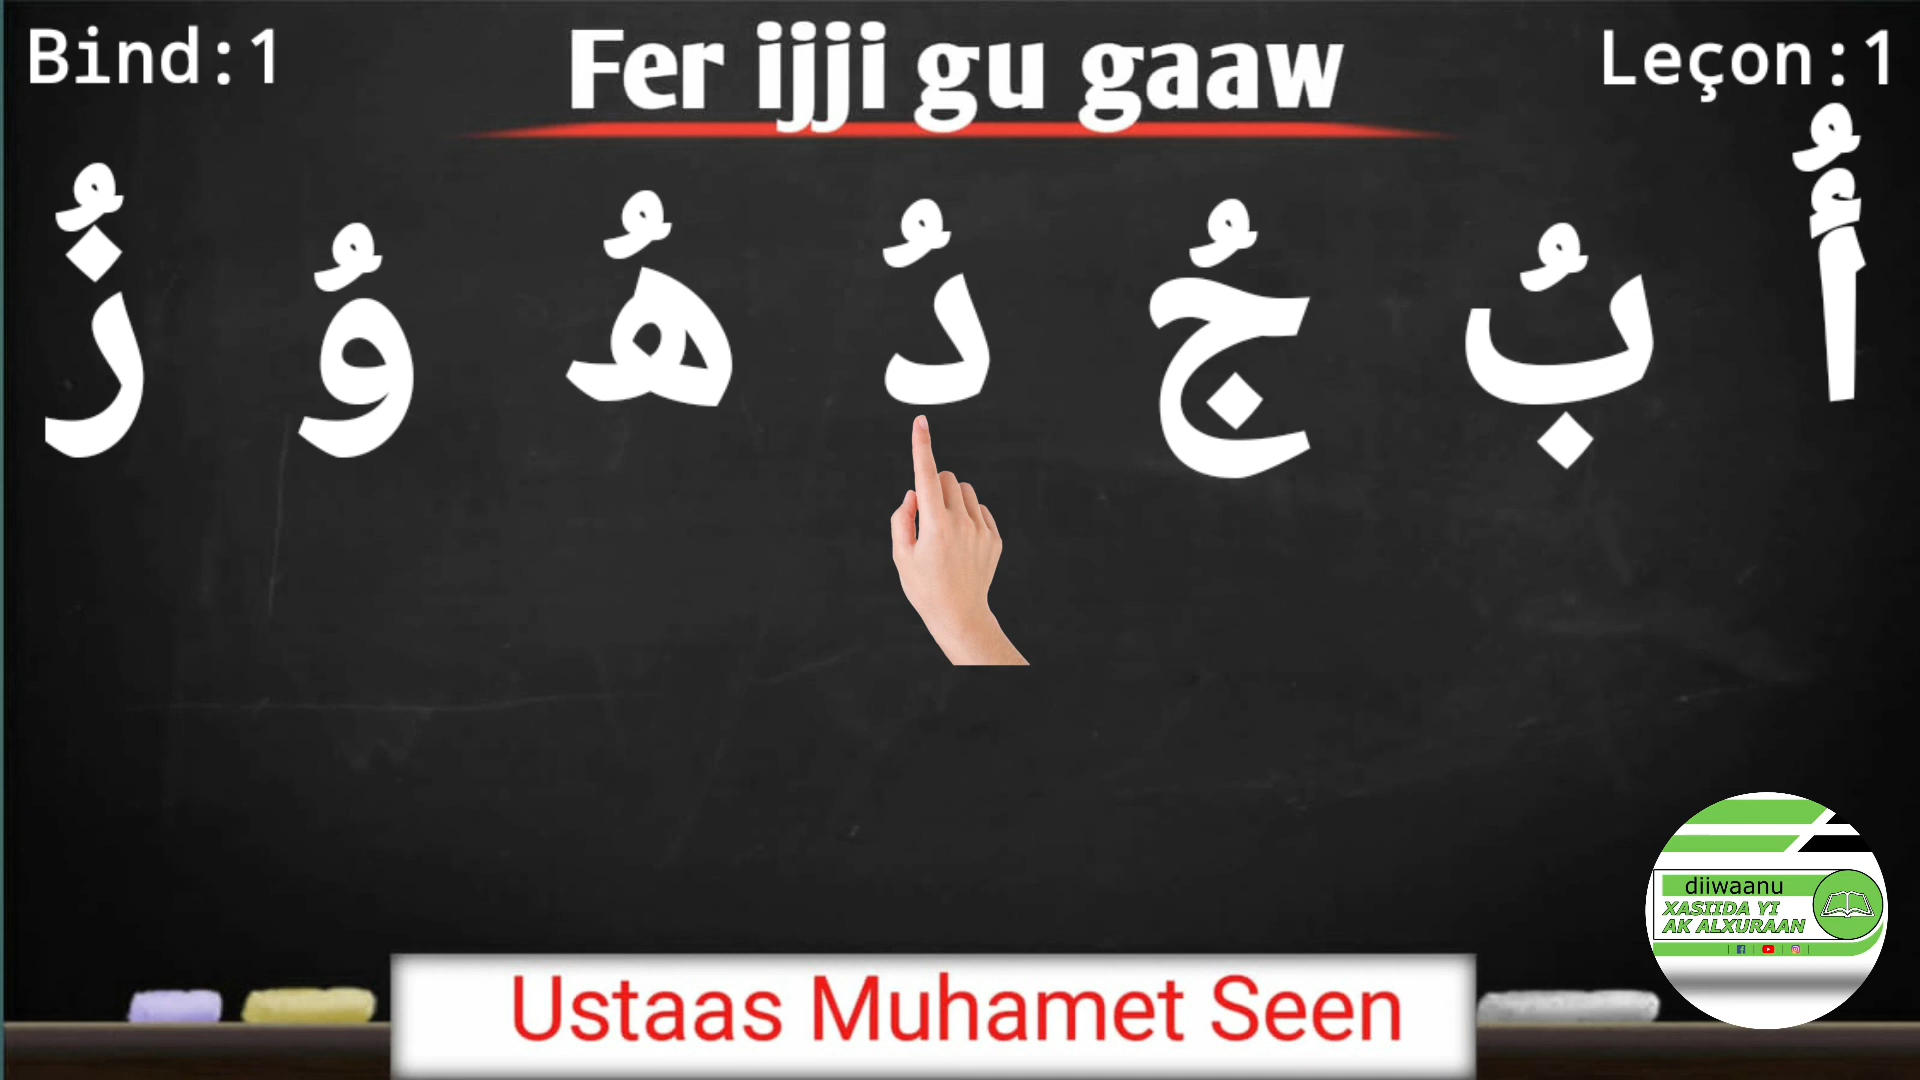 Bind:1
Fer ijji gu gaaw
Leçon:1
أُ بُ جُ دُ هُ وُ زُ
diiwaanu
XASIIDA YI
AK ALXURAAN
Ustaas Muhamet Seen